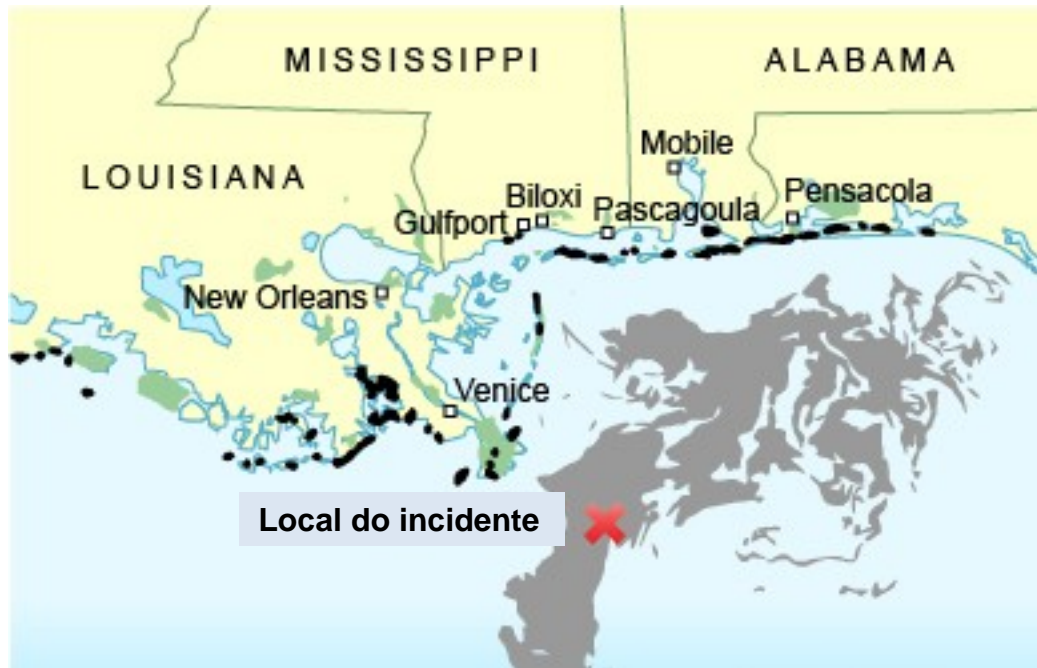 MISSISSIPPI
ALABAMA
LOUISIANA
Mobile
Biloxi
Pensacola
Gulfport
Pascagoula
New Orleans
Venice
Local do incidente